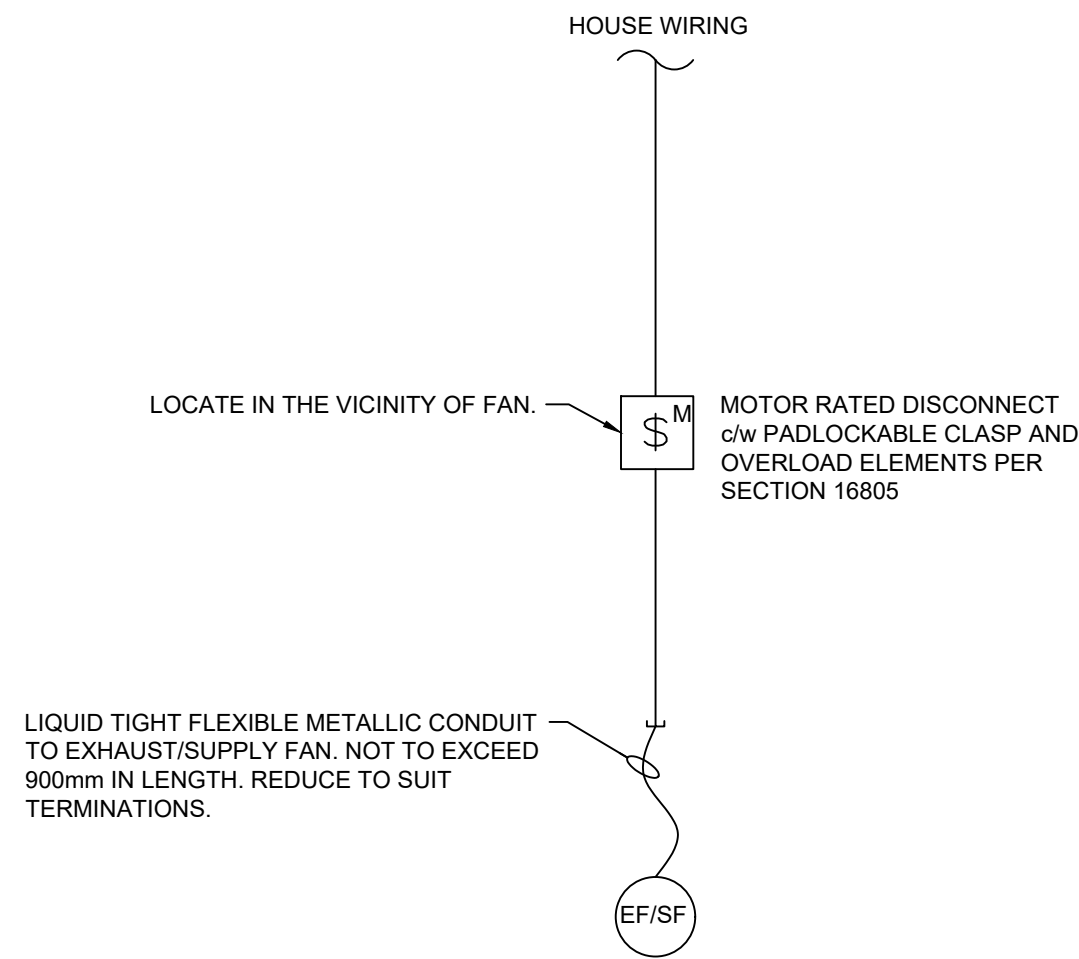 HOUSE WIRING
LOCATE IN THE VICINITY OF FAN.
$ M
MOTOR RATED DISCONNECT
c/w PADLOCKABLE CLASP AND
OVERLOAD ELEMENTS PER
SECTION 16805
LIQUID TIGHT FLEXIBLE METALLIC CONDUIT
TO EXHAUST/SUPPLY FAN. NOT TO EXCEED
900mm IN LENGTH. REDUCE TO SUIT
TERMINATIONS.
EF/SF